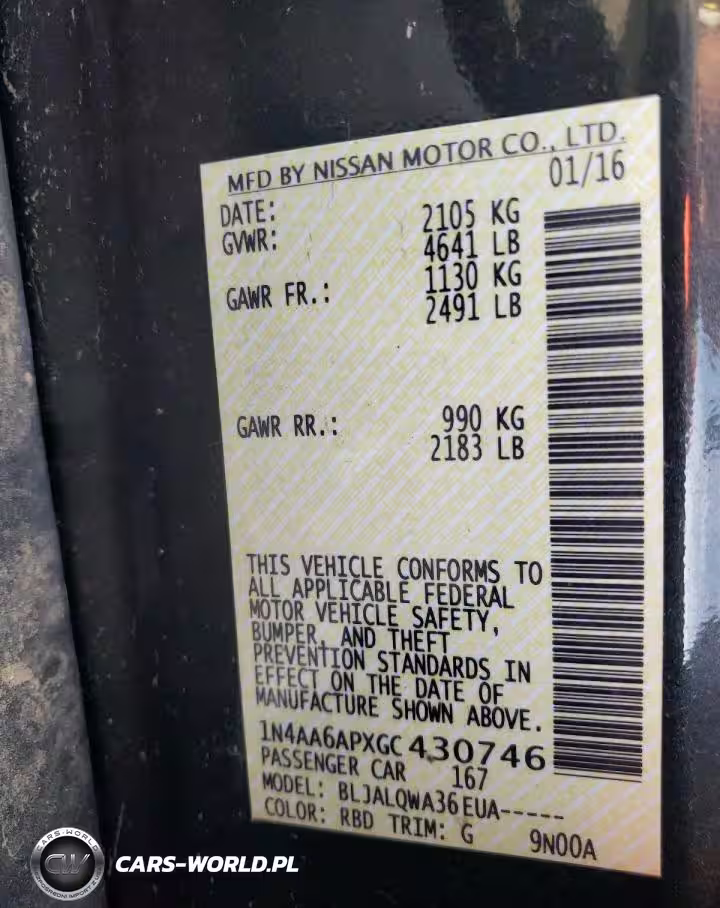 MFD BY NISSAN MOTOR CO., LTD.
DATE: 01/16
GVWR: 2105 KG
4641 LB
GAWR FR.: 1130 KG
2491 LB
GAWR RR.: 990 KG
2183 LB
THIS VEHICLE CONFORMS TO
ALL APPLICABLE FEDERAL
MOTOR VEHICLE SAFETY,
BUMPER, AND THEFT
PREVENTION STANDARDS IN
EFFECT ON THE DATE OF
MANUFACTURE SHOWN ABOVE.
1N4AA6APXGC430746
PASSENGER CAR 167
MODEL: BLJALQWA36EUA-----
COLOR: RBD TRIM: G 9N00A
CARS-WORLD
CW
CARS-WORLD.PL